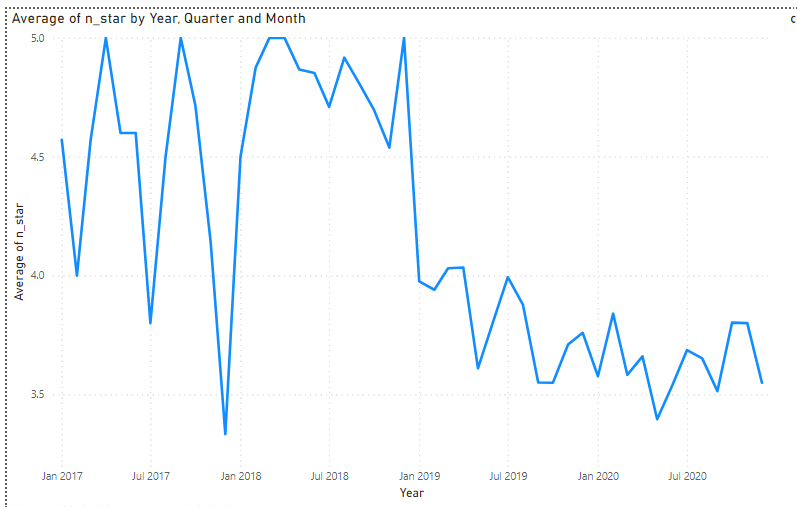 Average of n_star by Year, Quarter and Month
c
5.0
4.5
4.0
3.5
Average of n_star
Jan 2017 Jul 2017 Jan 2018 Jul 2018 Jan 2019 Jul 2019 Jan 2020 Jul 2020
Year